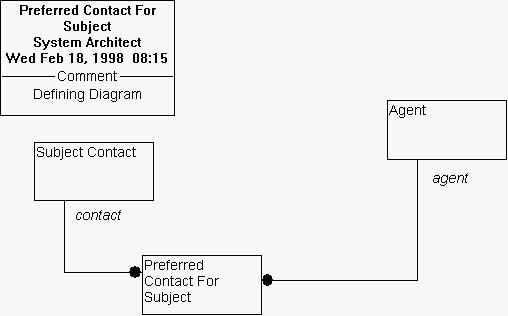 Preferred Contact For
Subject
System Architect
Wed Feb 18, 1998  08:15
Comment
Defining Diagram
Agent
Subject Contact
agent
contact
Preferred
Contact For
Subject